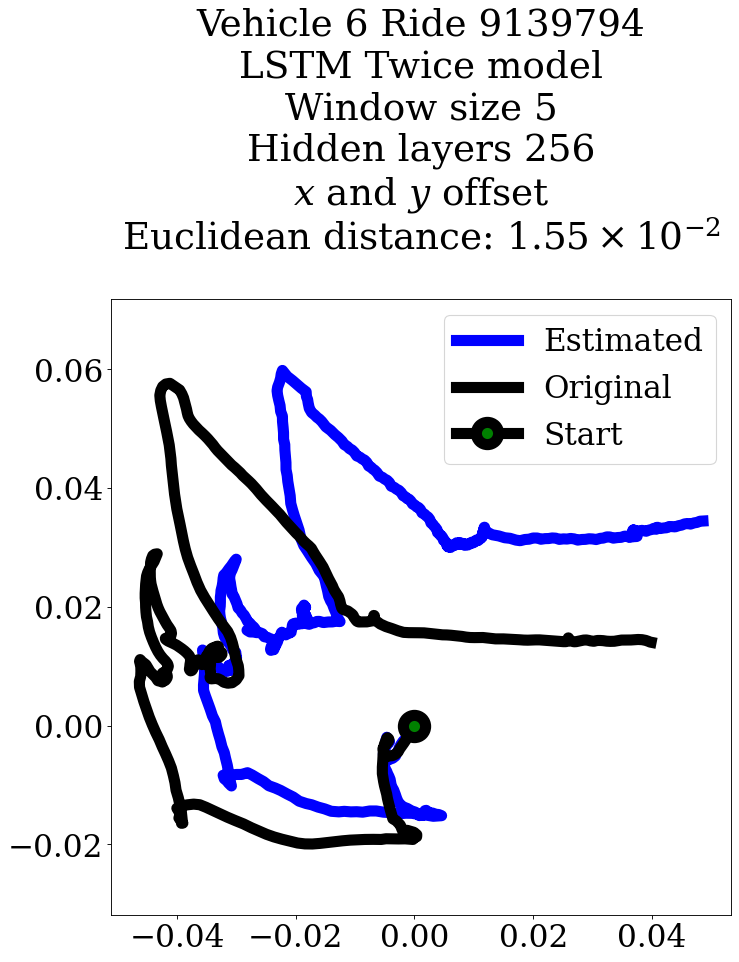 Vehicle 6 Ride 9139794
LSTM Twice model
Window size 5
Hidden layers 256
x and y offset
Euclidean distance: 1.55 × 10⁻²
Estimated
Original
Start
0.06
0.04
0.02
0.00
−0.02
−0.04 −0.02 0.00 0.02 0.04